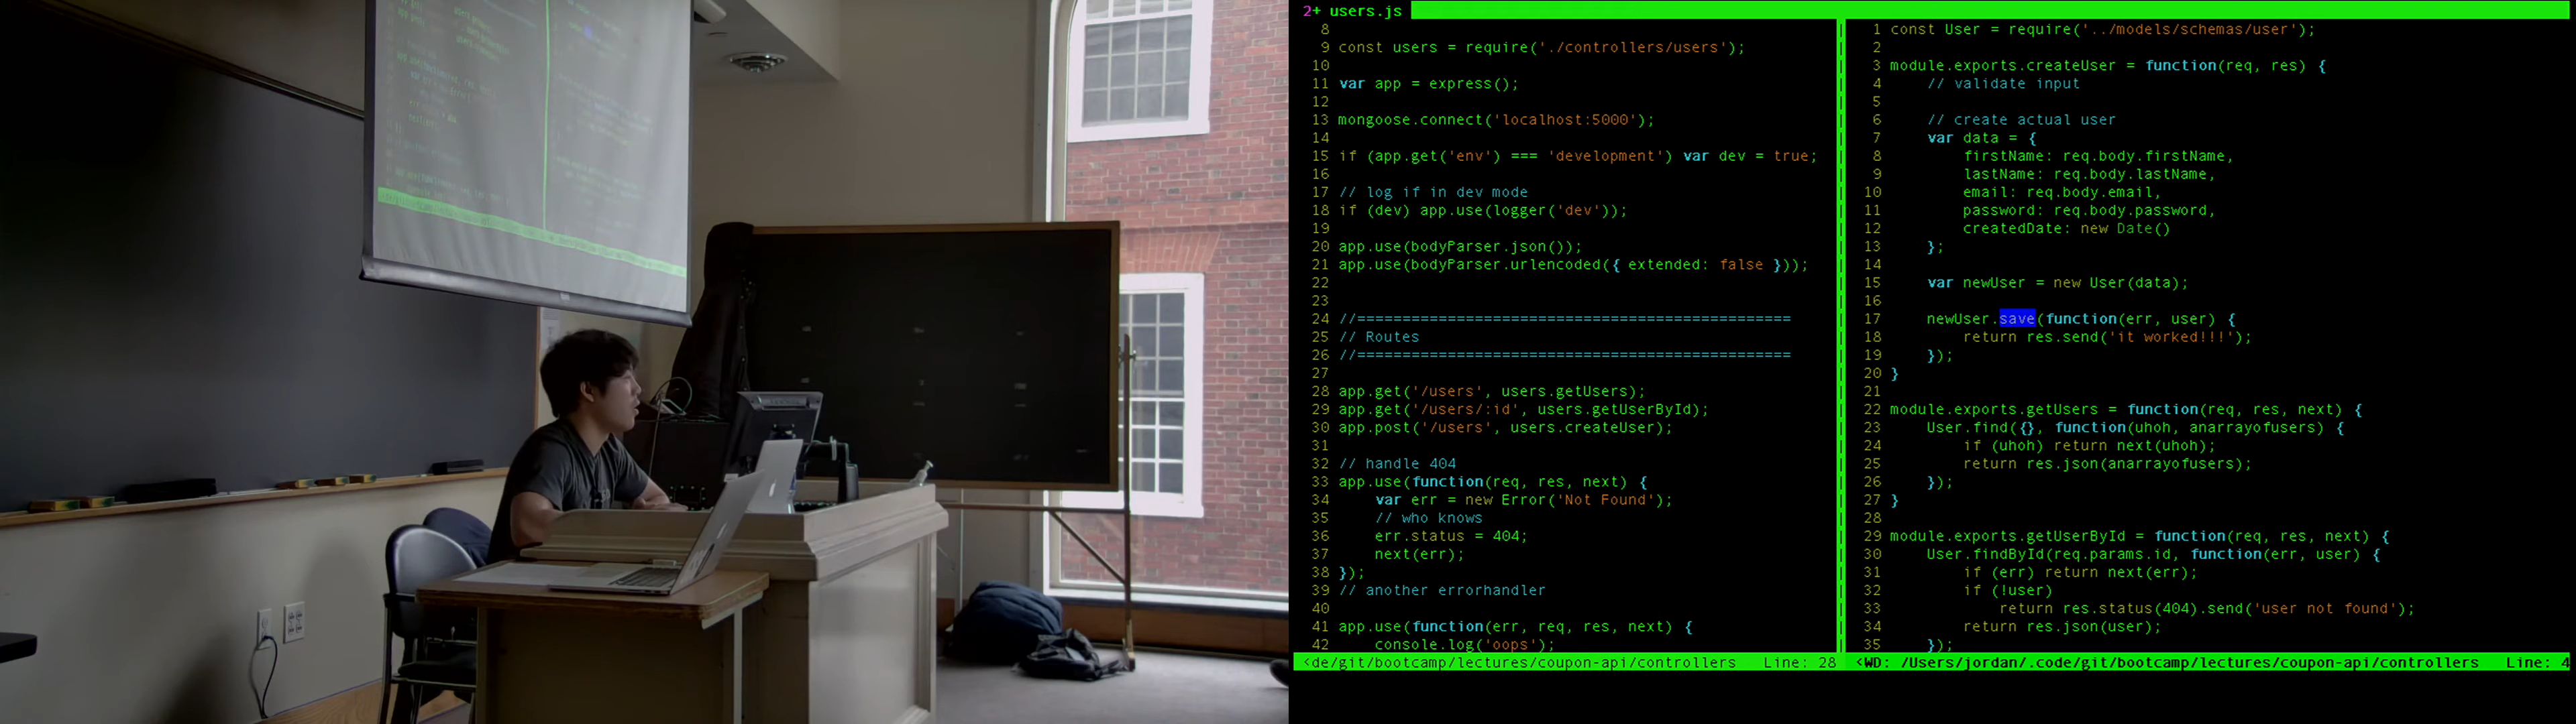 2+ users.js
8
9 const users = require('./controllers/users');
10
11 var app = express();
12
13 mongoose.connect('localhost:5000');
14
15 if (app.get('env') === 'development') var dev = true;
16
17 // log if in dev mode
18 if (dev) app.use(logger('dev'));
19
20 app.use(bodyParser.json());
21 app.use(bodyParser.urlencoded({ extended: false }));
22
23
24 //================================================
25 // Routes
26 //================================================
27
28 app.get('/users', users.getUsers);
29 app.get('/users/:id', users.getUserById);
30 app.post('/users', users.createUser);
31
32 // handle 404
33 app.use(function(req, res, next) {
34 var err = new Error('Not Found');
35 // who knows
36 err.status = 404;
37 next(err);
38 });
39 // another errorhandler
40
41 app.use(function(err, req, res, next) {
42 console.log('oops');
<de/git/bootcamp/lectures/coupon-api/controllers Line: 28
1 const User = require('../models/schemas/user');
2
3 module.exports.createUser = function(req, res) {
4 // validate input
5
6 // create actual user
7 var data = {
8 firstName: req.body.firstName,
9 lastName: req.body.lastName,
10 email: req.body.email,
11 password: req.body.password,
12 createdDate: new Date()
13 };
14
15 var newUser = new User(data);
16
17 newUser.save(function(err, user) {
18 return res.send('it worked!!!');
19 });
20 }
21
22 module.exports.getUsers = function(req, res, next) {
23 User.find({}, function(uhoh, anarrayofusers) {
24 if (uhoh) return next(uhoh);
25 return res.json(anarrayofusers);
26 });
27 }
28
29 module.exports.getUserById = function(req, res, next) {
30 User.findById(req.params.id, function(err, user) {
31 if (err) return next(err);
32 if (!user)
33 return res.status(404).send('user not found');
34 return res.json(user);
35 });
<WD: /Users/jordan/.code/git/bootcamp/lectures/coupon-api/controllers Line: 4